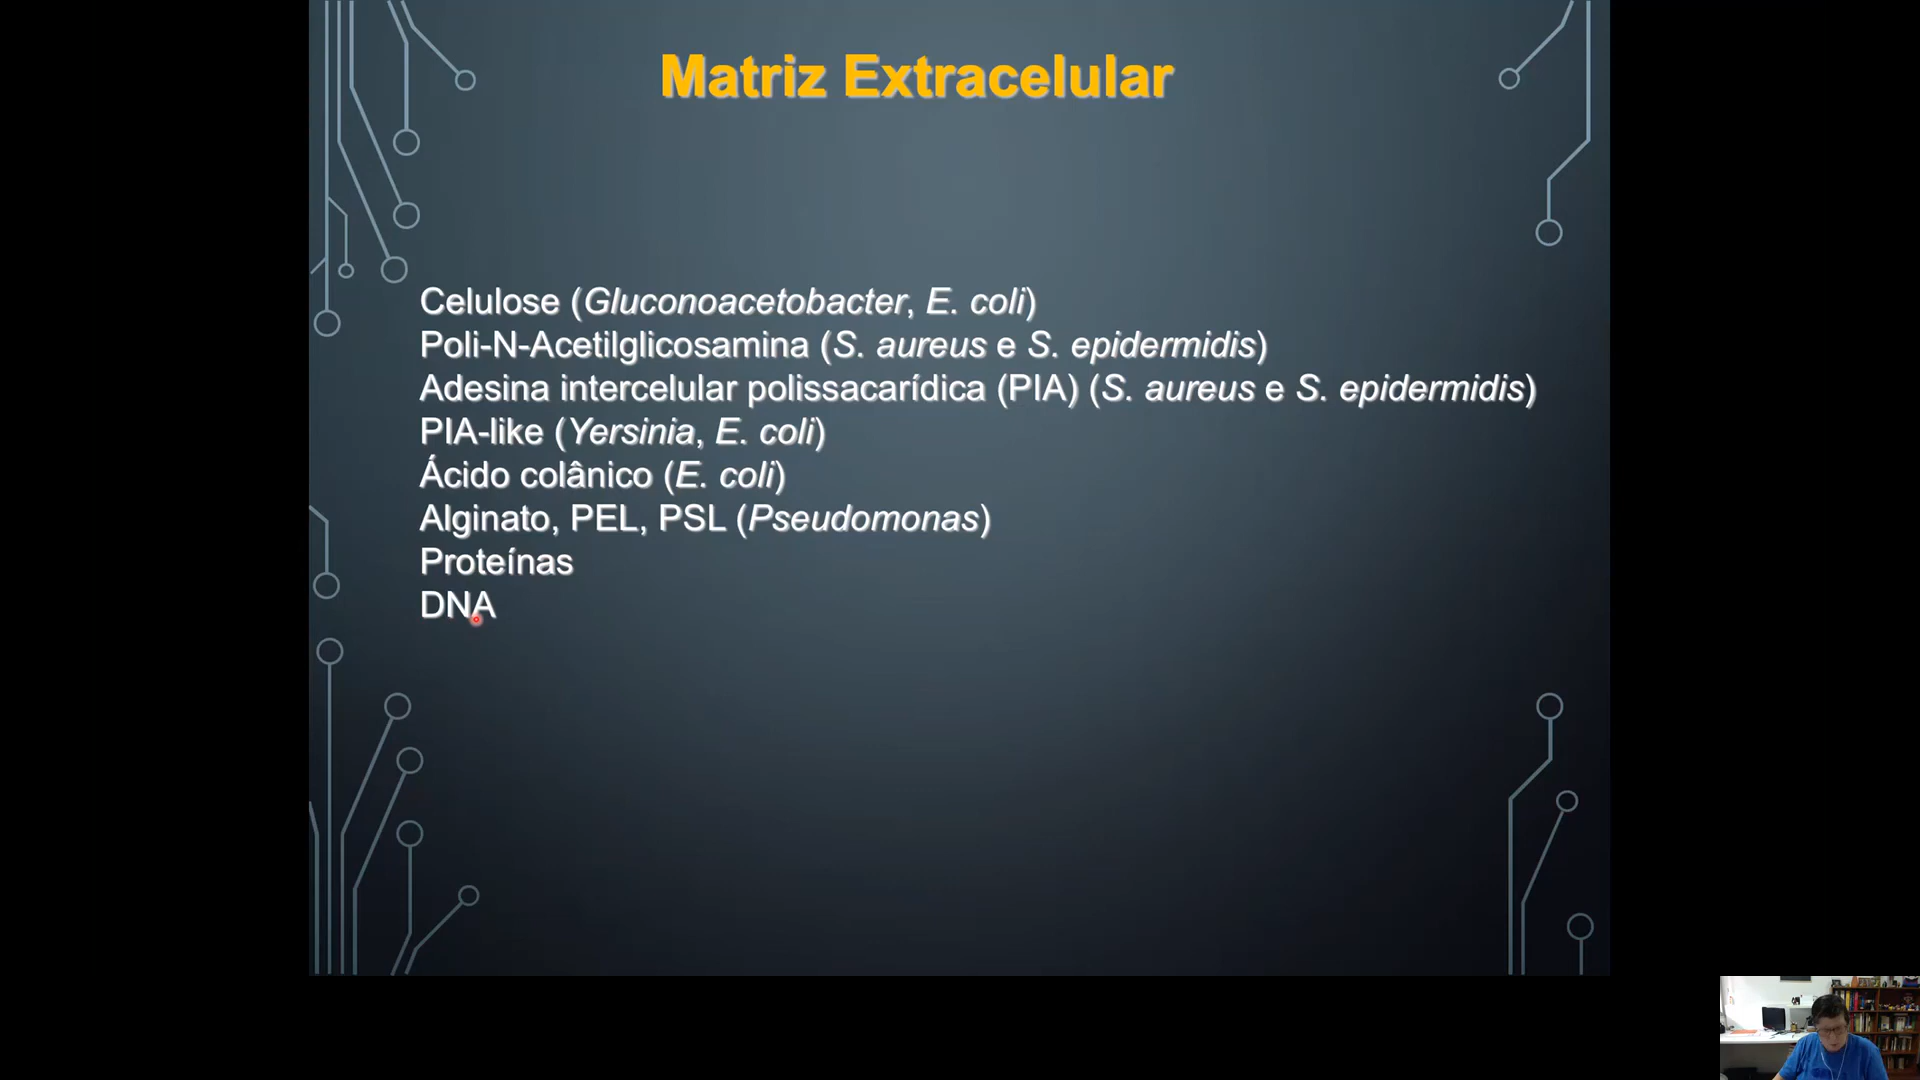 Matriz Extracelular
Celulose (Gluconoacetobacter, E. coli)
Poli-N-Acetilglicosamina (S. aureus e S. epidermidis)
Adesina intercelular polissacarídica (PIA) (S. aureus e S. epidermidis)
PIA-like (Yersinia, E. coli)
Ácido colânico (E. coli)
Alginato, PEL, PSL (Pseudomonas)
Proteínas
DNA